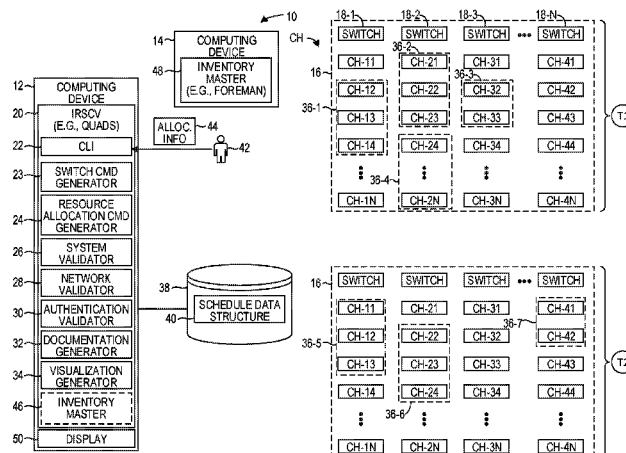 10
14
COMPUTING
DEVICE
48
INVENTORY
MASTER
(E.G., FOREMAN)
12
COMPUTING
DEVICE
20
IRSCV
(E.G., QUADS)
22
CLI
23
SWITCH CMD
GENERATOR
24
RESOURCE
ALLOCATION CMD
GENERATOR
26
SYSTEM
VALIDATOR
28
NETWORK
VALIDATOR
30
AUTHENTICATION
VALIDATOR
32
DOCUMENTATION
GENERATOR
34
VISUALIZATION
GENERATOR
46
INVENTORY
MASTER
50
DISPLAY
ALLOC.
INFO
44
42
38
40
SCHEDULE DATA
STRUCTURE
CH
18-1 18-2 18-3 18-N
SWITCH SWITCH SWITCH SWITCH
36-2
16
CH-11 CH-21 CH-31 CH-41
36-3
36-1
CH-12 CH-22 CH-32 CH-42
CH-13 CH-23 CH-33 CH-43
CH-14 CH-24 CH-34 CH-44
36-4
CH-1N CH-2N CH-3N CH-4N
T1
16
SWITCH SWITCH SWITCH SWITCH
CH-11 CH-21 CH-31 CH-41
36-7
36-5
CH-12 CH-22 CH-32 CH-42
CH-13 CH-23 CH-33 CH-43
CH-14 CH-24 CH-34 CH-44
36-6
CH-1N CH-2N CH-3N CH-4N
T2